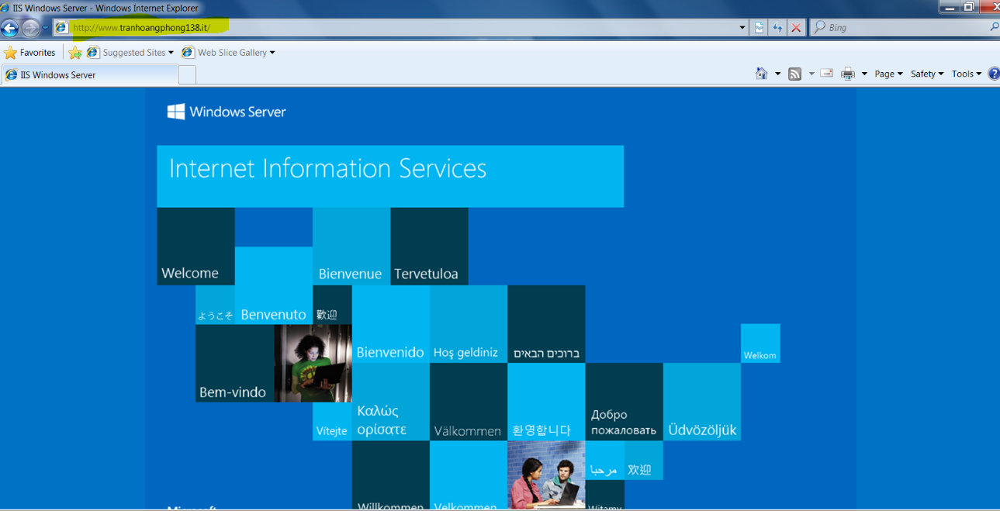 IIS Windows Server - Windows Internet Explorer
http://www.tranhoangphong138.it/
Bing
Favorites Suggested Sites Web Slice Gallery
IIS Windows Server
Page Safety Tools
Windows Server
Internet Information Services
Welcome
Bienvenue
Tervetuloa
ようこそ
Benvenuto
歡迎
Bienvenido
Hoş geldiniz
ברוכים הבאים
Welkom
Bem-vindo
Vítejte
Καλώς
ορίσατε
Välkommen
환영합니다
Добро
пожаловать
Üdvözöljük
مرحبا
欢迎
Willkommen
Velkommen
Witamy
Microsoft